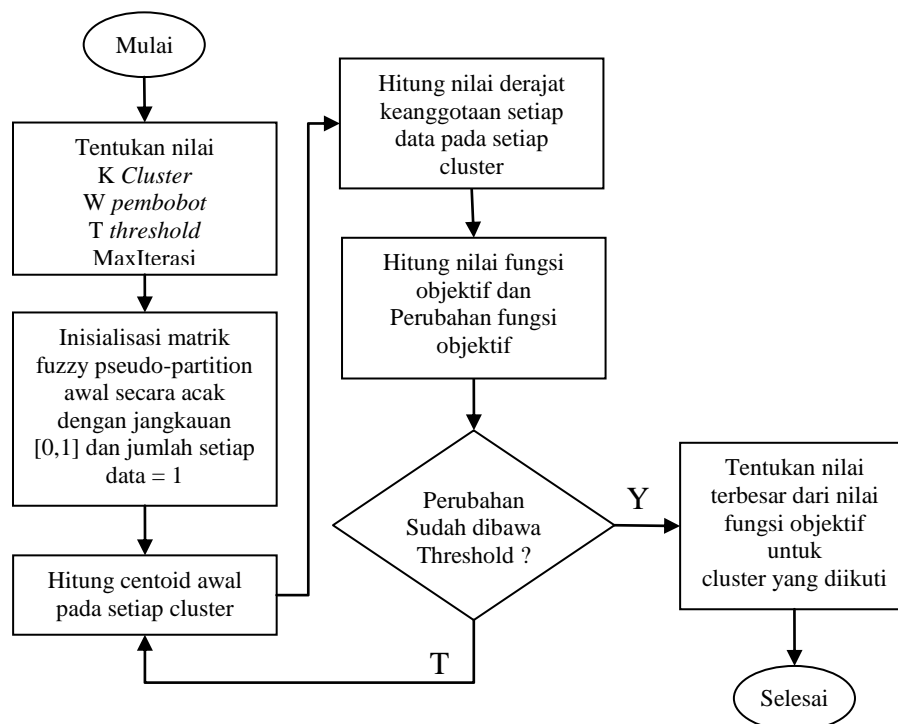 Mulai
Tentukan nilai
K Cluster
W pembobot
T threshold
MaxIterasi
Inisialisasi matrik
fuzzy pseudo-partition
awal secara acak
dengan jangkauan
[0,1] dan jumlah setiap
data = 1
Hitung centoid awal
pada setiap cluster
Hitung nilai derajat
keanggotaan setiap
data pada setiap
cluster
Hitung nilai fungsi
objektif dan
Perubahan fungsi
objektif
Perubahan
Sudah dibawa
Threshold ?
Y
T
Tentukan nilai
terbesar dari nilai
fungsi objektif
untuk
cluster yang diikuti
Selesai